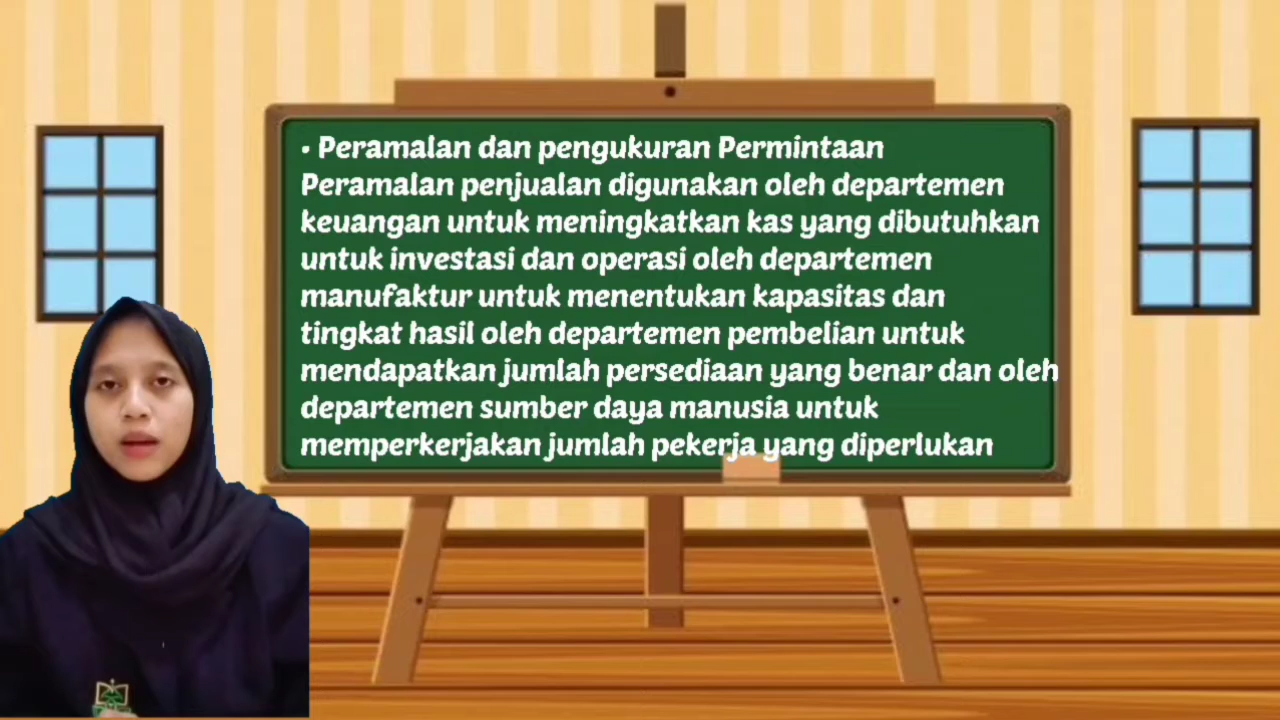 • Peramalan dan pengukuran Permintaan
Peramalan penjualan digunakan oleh departemen
keuangan untuk meningkatkan kas yang dibutuhkan
untuk investasi dan operasi oleh departemen
manufaktur untuk menentukan kapasitas dan
tingkat hasil oleh departemen pembelian untuk
mendapatkan jumlah persediaan yang benar dan oleh
departemen sumber daya manusia untuk
memperkerjakan jumlah pekerja yang diperlukan